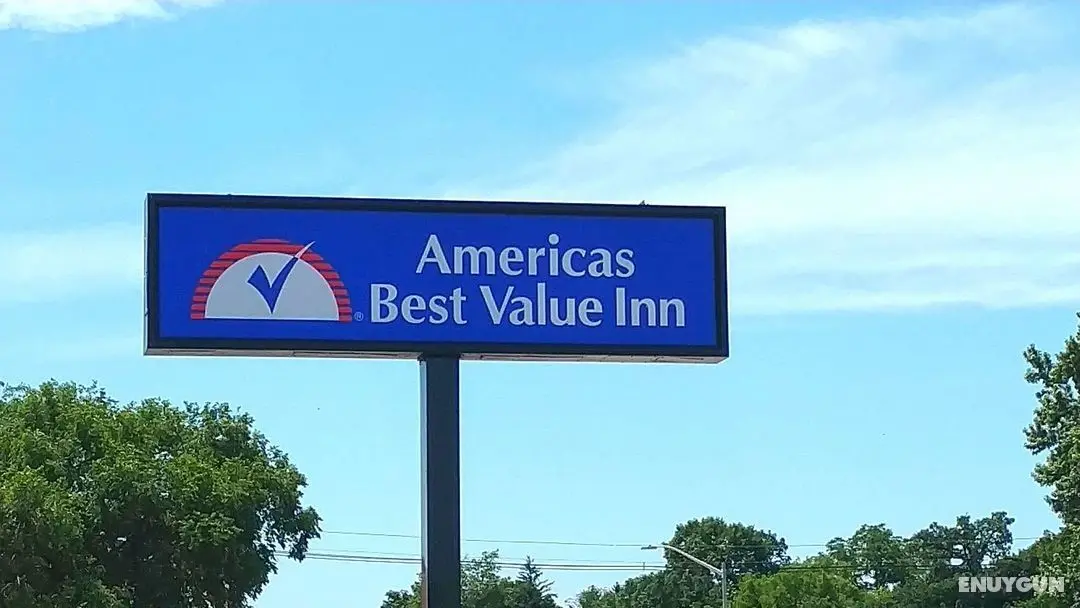 Americas
Best Value Inn
®
ENUYGUN